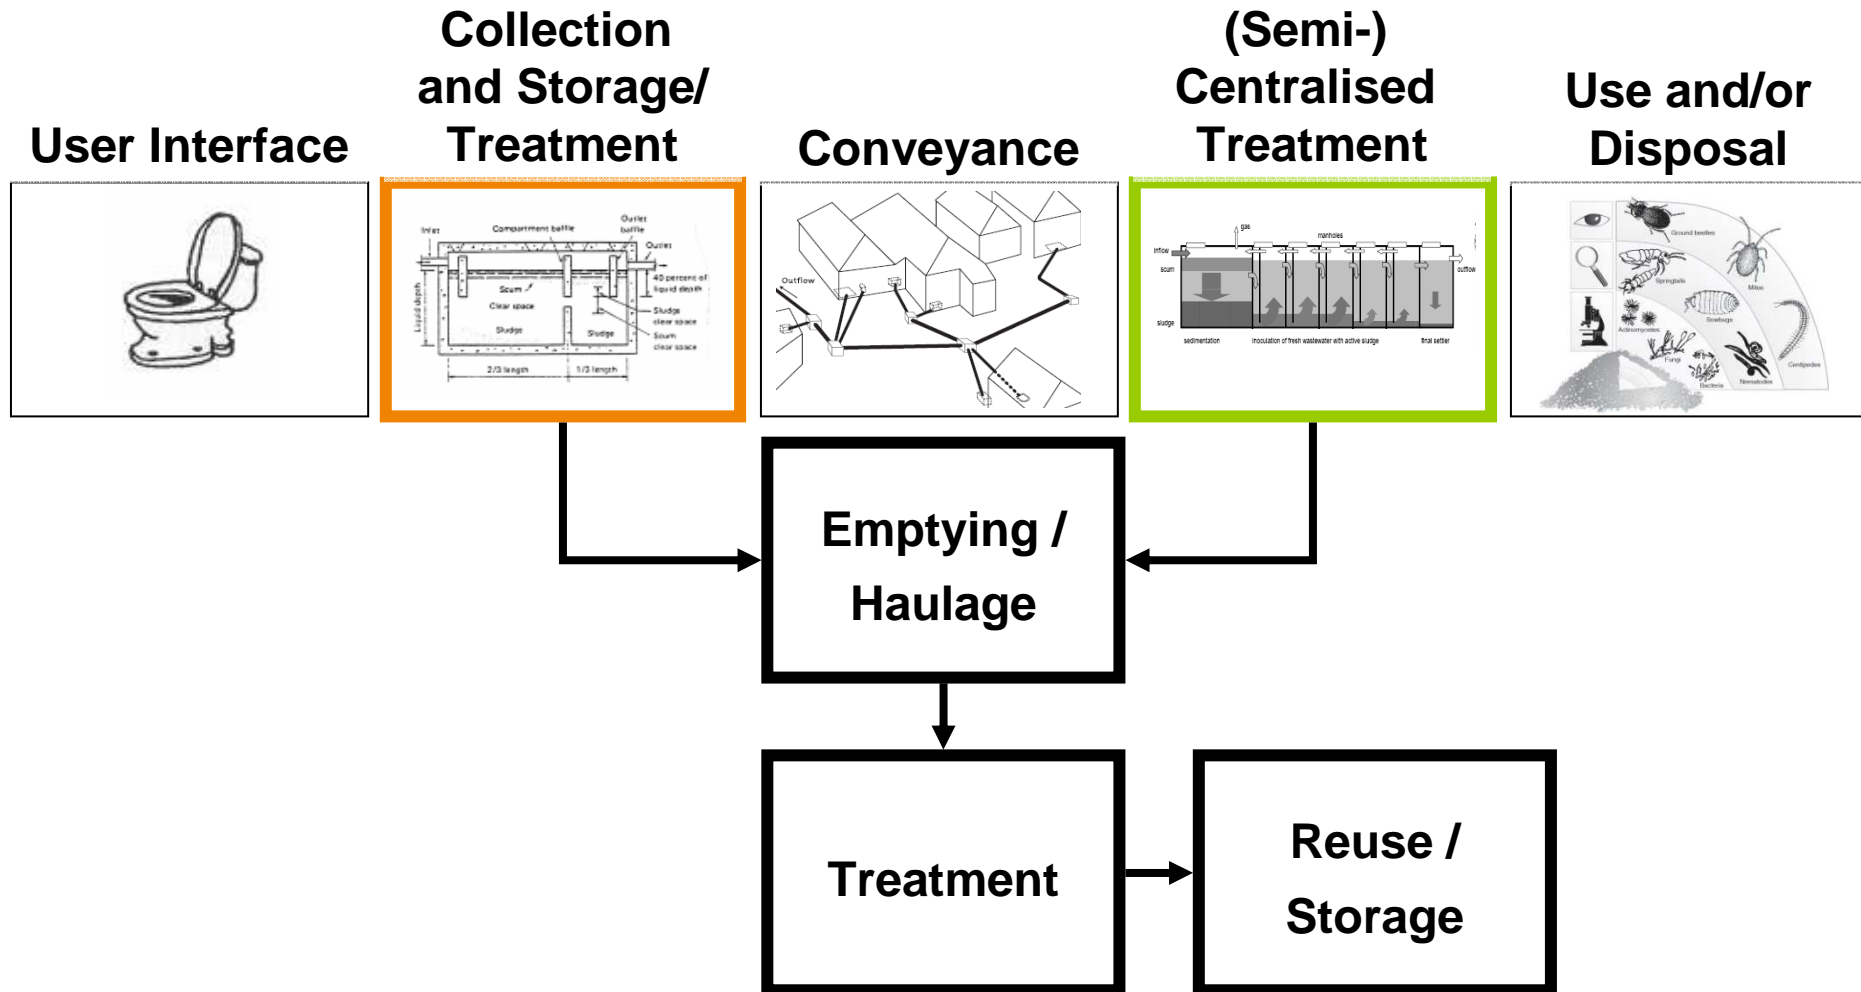 User Interface
Collection
and Storage/
Treatment
Conveyance
(Semi-)
Centralised
Treatment
Use and/or
Disposal
Inlet
Compartment baffle
Outlet
baffle
Outlet
40 percent of
liquid depth
Scum
Liquid depth
Clear space
Sludge
clear space
Sludge
Sludge
Scum
clear space
2/3 length
1/3 length
Outflow
gas
manholes
inflow
scum
outflow
sludge
sedimentation
inoculation of fresh wastewater with active sludge
final settler
Ground beetles
Mites
Springtails
Sowbugs
Actinomycetes
Fungi
Bacteria
Nematodes
Centipedes
Emptying /
Haulage
Treatment
Reuse /
Storage